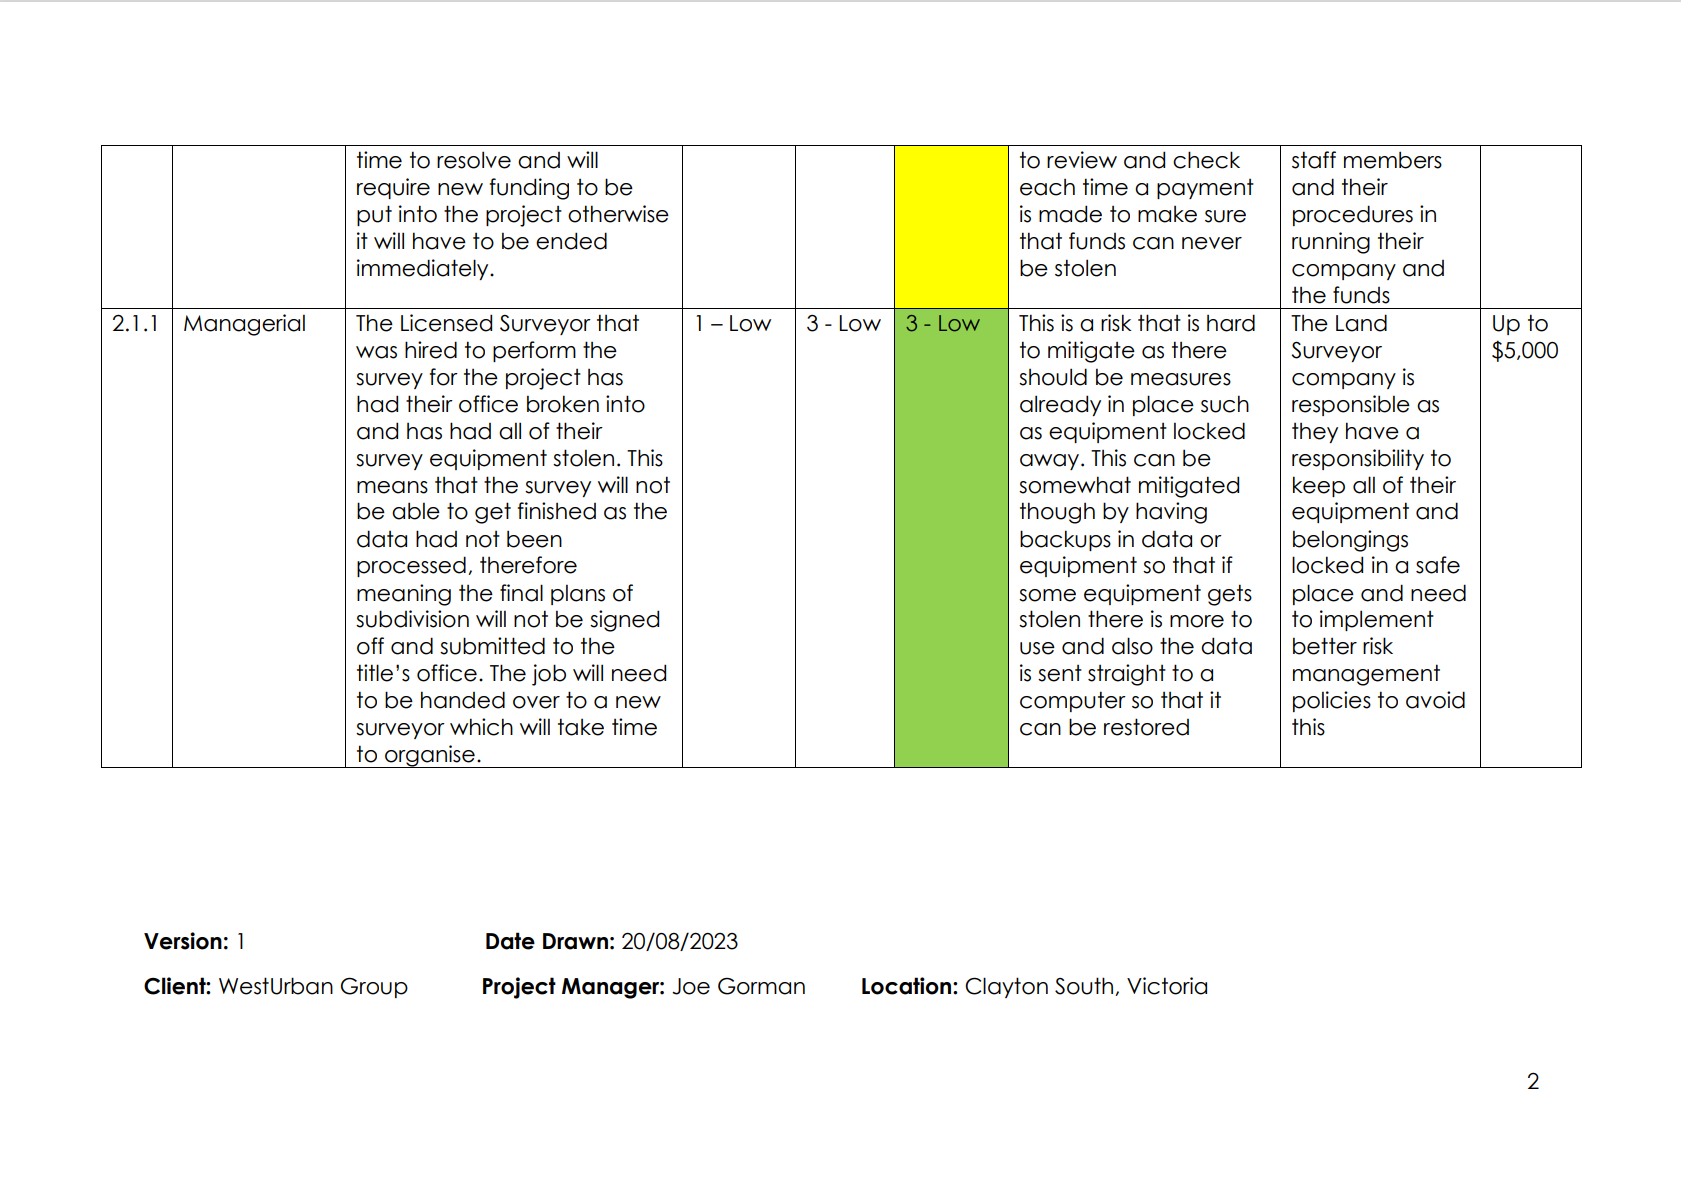 time to resolve and will
require new funding to be
put into the project otherwise
it will have to be ended
immediately.
to review and check
each time a payment
is made to make sure
that funds can never
be stolen
staff members
and their
procedures in
running their
company and
the funds
2.1.1
Managerial
The Licensed Surveyor that
was hired to perform the
survey for the project has
had their office broken into
and has had all of their
survey equipment stolen. This
means that the survey will not
be able to get finished as the
data had not been
processed, therefore
meaning the final plans of
subdivision will not be signed
off and submitted to the
title’s office. The job will need
to be handed over to a new
surveyor which will take time
to organise.
1 – Low
3 - Low
3 - Low
This is a risk that is hard
to mitigate as there
should be measures
already in place such
as equipment locked
away. This can be
somewhat mitigated
though by having
backups in data or
equipment so that if
some equipment gets
stolen there is more to
use and also the data
is sent straight to a
computer so that it
can be restored
The Land
Surveyor
company is
responsible as
they have a
responsibility to
keep all of their
equipment and
belongings
locked in a safe
place and need
to implement
better risk
management
policies to avoid
this
Up to
$5,000
Version: 1 Date Drawn: 20/08/2023
Client: WestUrban Group Project Manager: Joe Gorman Location: Clayton South, Victoria
2